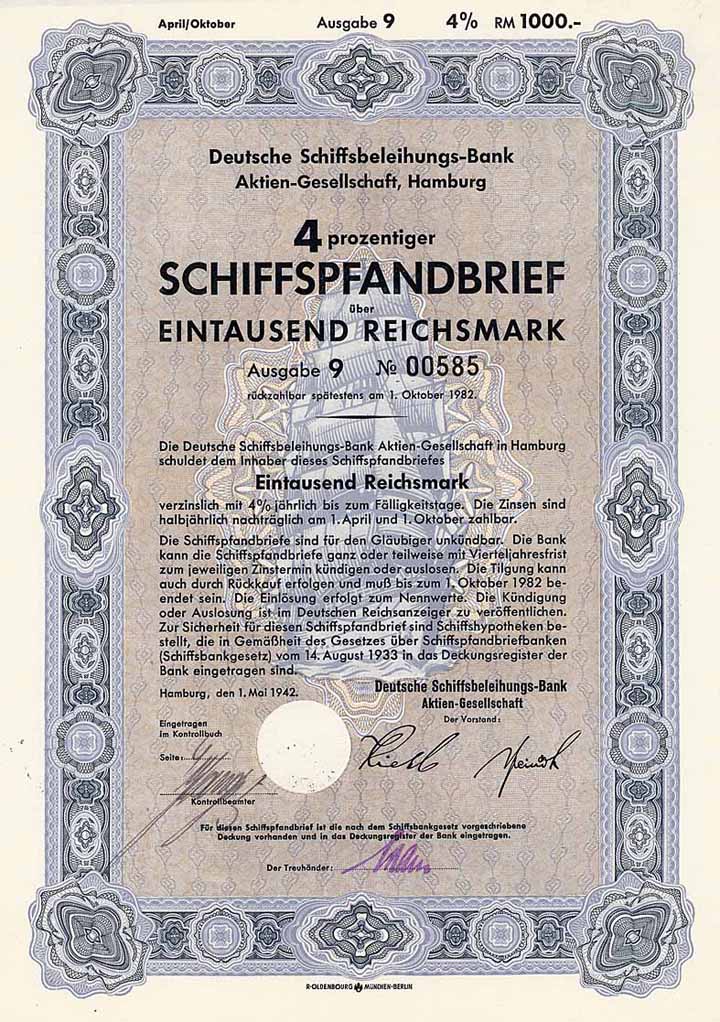 April/Oktober Ausgabe 9 4% RM 1000.-
Deutsche Schiffsbeleihungs-Bank
Aktien-Gesellschaft, Hamburg
4 prozentiger
SCHIFFSPFANDBRIEF
über
EINTAUSEND REICHSMARK
Ausgabe 9 № 00585
rückzahlbar spätestens am 1. Oktober 1982.
Die Deutsche Schiffsbeleihungs-Bank Aktien-Gesellschaft in Hamburg
schuldet dem Inhaber dieses Schiffspfandbriefes
Eintausend Reichsmark
verzinslich mit 4% jährlich bis zum Fälligkeitstage. Die Zinsen sind
halbjährlich nachträglich am 1. April und 1. Oktober zahlbar.
Die Schiffspfandbriefe sind für den Gläubiger unkündbar. Die Bank
kann die Schiffspfandbriefe ganz oder teilweise mit Vierteljahresfrist
zum jeweiligen Zinstermin kündigen oder auslosen. Die Tilgung kann
auch durch Rückkauf erfolgen und muß bis zum 1. Oktober 1982 be-
endet sein. Die Einlösung erfolgt zum Nennwerte. Die Kündigung
oder Auslosung ist im Deutschen Reichsanzeiger zu veröffentlichen.
Zur Sicherheit für diesen Schiffspfandbrief sind Schiffshypotheken be-
stellt, die in Gemäßheit des Gesetzes über Schiffspfandbriefbanken
(Schiffsbankgesetz) vom 14. August 1933 in das Deckungsregister der
Bank eingetragen sind.
Hamburg, den 1. Mai 1942.
Deutsche Schiffsbeleihungs-Bank
Aktien-Gesellschaft
Der Vorstand:
Eingetragen
im Kontrollbuch
Seite:
Kontrollbeamter
Für diesen Schiffspfandbrief ist die nach dem Schiffsbankgesetz vorgeschriebene
Deckung vorhanden und in das Deckungsregister der Bank eingetragen.
Der Treuhänder:
R·OLDENBOURG MÜNCHEN-BERLIN